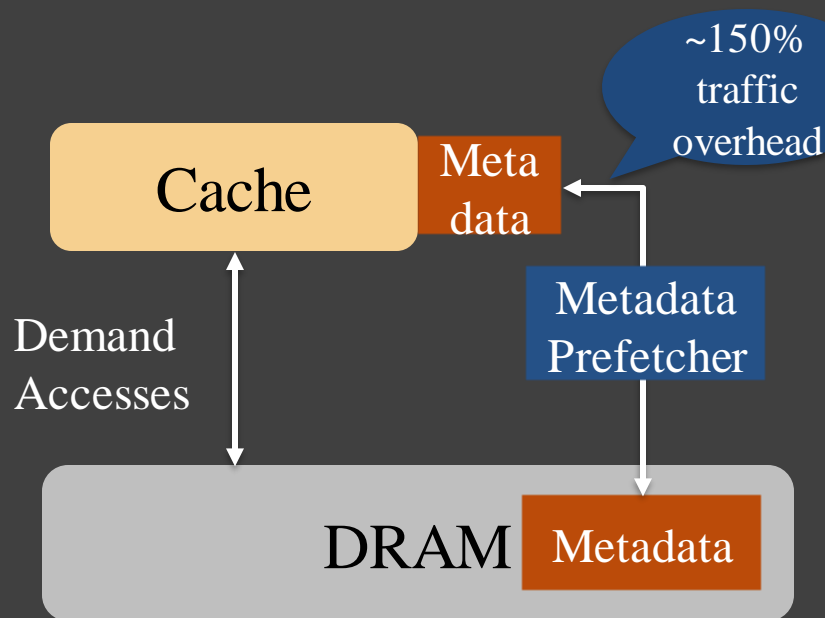 ~150%
traffic
overhead
Cache
Meta
data
Metadata
Prefetcher
Demand
Accesses
DRAM
Metadata